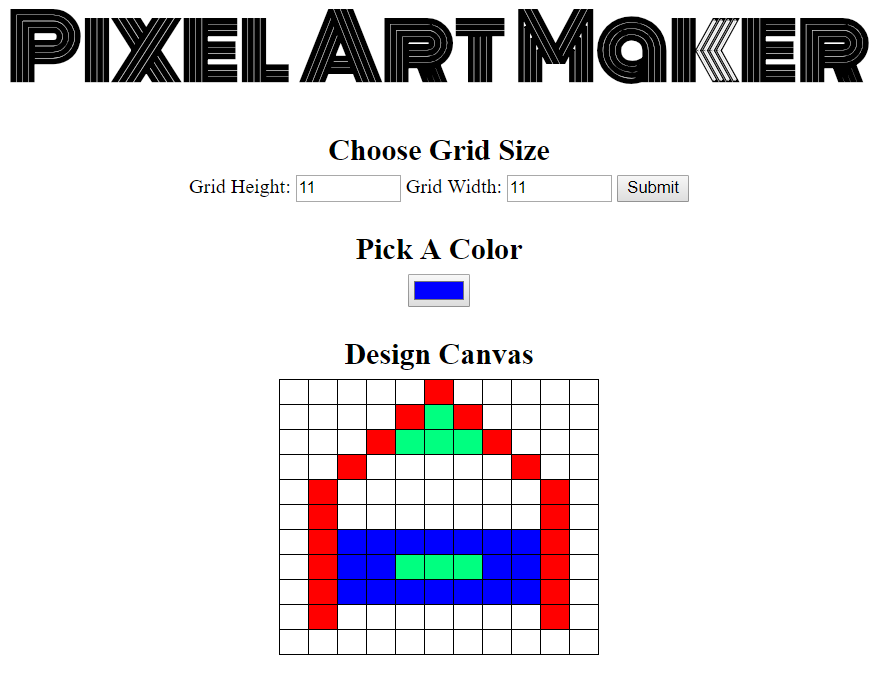 PIXEL ART MAKER
Choose Grid Size
Grid Height: 11 Grid Width: 11 Submit
Pick A Color
Design Canvas